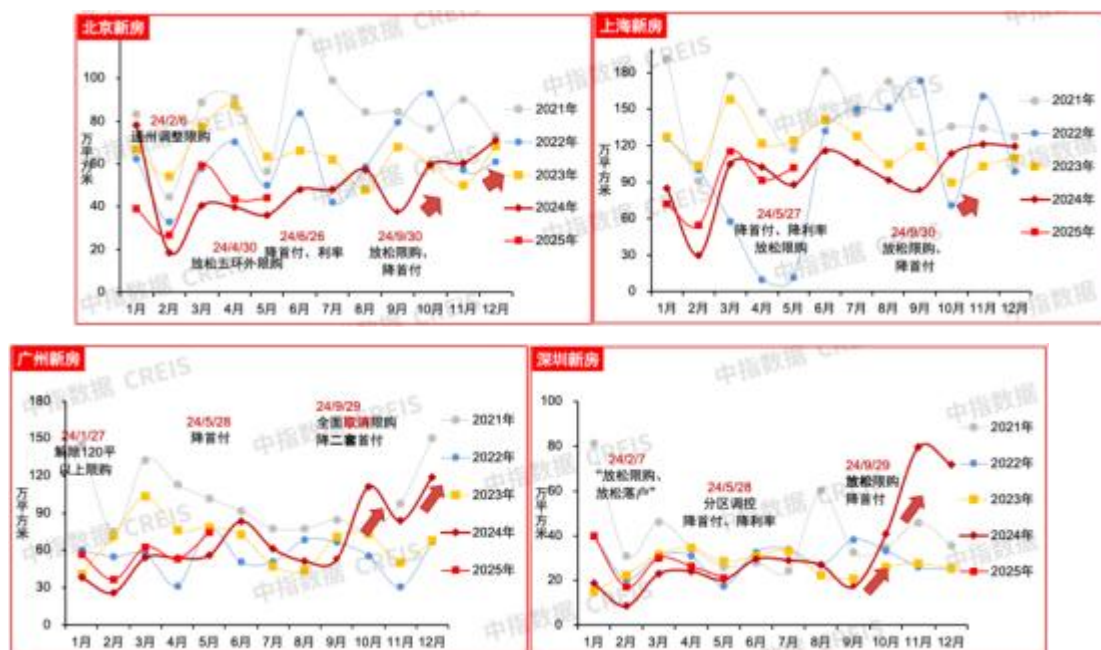 北京新房
中指数据 CREIS
100
80
60
40
20
0
万平方米
24/2/6
通州调整限购
24/4/30
放松五环外限购
24/6/26
降首付、利率
24/9/30
放松限购、
降首付
1月 2月 3月 4月 5月 6月 7月 8月 9月 10月 11月 12月
2021年
2022年
2023年
2024年
2025年
上海新房
中指数据 CREIS
180
150
120
90
60
30
0
万平方米
24/5/27
降首付、降利率
放松限购
24/9/30
放松限购、
降首付
1月 2月 3月 4月 5月 6月 7月 8月 9月 10月 11月 12月
2021年
2022年
2023年
2024年
2025年
广州新房
中指数据 CREIS
180
150
120
90
60
30
0
万平方米
24/1/27
解除120平
以上限购
24/5/28
降首付
24/9/29
全面取消限购
降二套首付
1月 2月 3月 4月 5月 6月 7月 8月 9月 10月 11月 12月
2021年
2022年
2023年
2024年
2025年
深圳新房
中指数据 CREIS
100
80
60
40
20
0
万平方米
24/2/7
“放松限购、
放松落户”
24/5/28
分区调控
降首付、降利率
24/9/29
放松限购
降首付
1月 2月 3月 4月 5月 6月 7月 8月 9月 10月 11月 12月
2021年
2022年
2023年
2024年
2025年